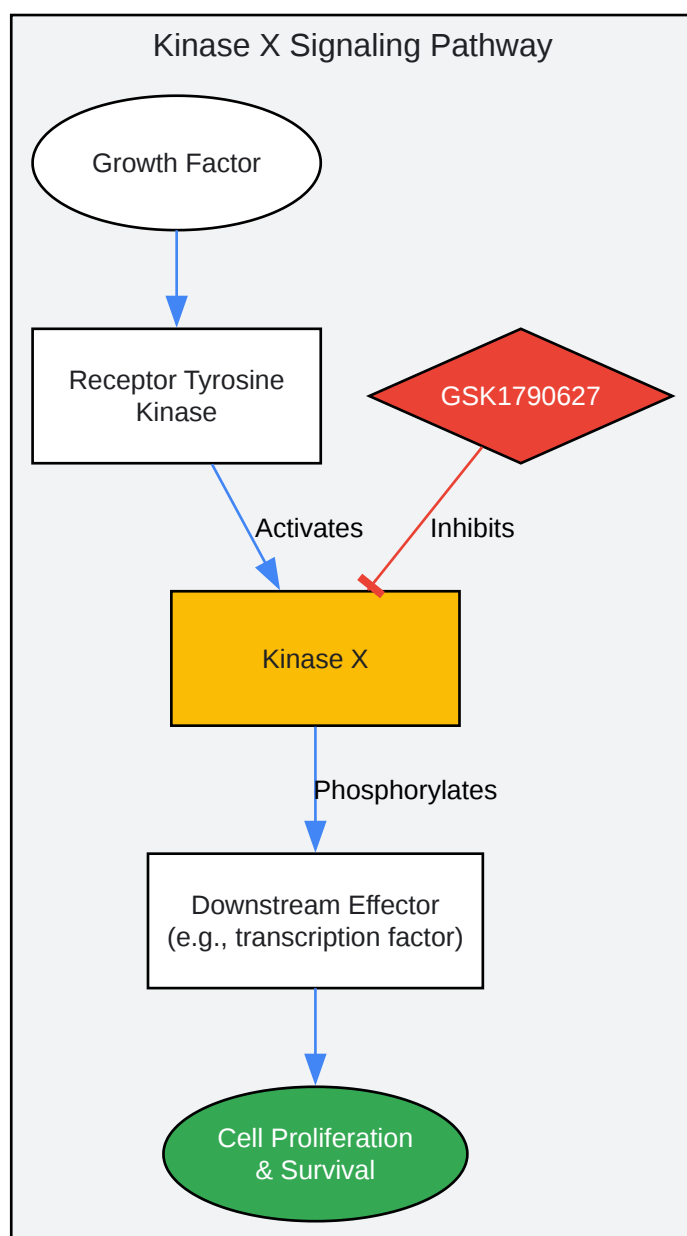 Kinase X Signaling Pathway
Growth Factor
Receptor Tyrosine
Kinase
GSK1790627
Activates
Inhibits
Kinase X
Phosphorylates
Downstream Effector
(e.g., transcription factor)
Cell Proliferation
& Survival